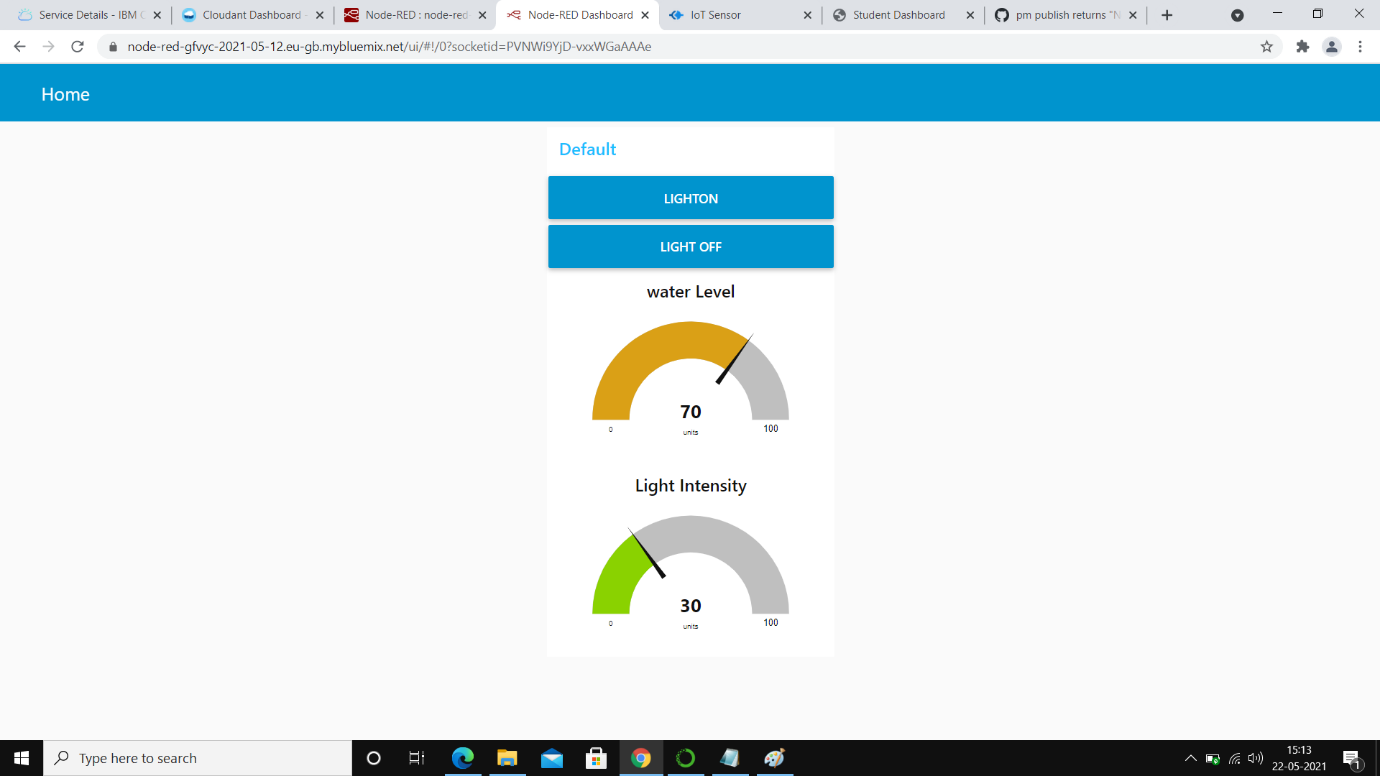 Service Details - IBM C
Cloudant Dashboard -
Node-RED : node-red-
Node-RED Dashboard
IoT Sensor
Student Dashboard
pm publish returns "N
node-red-gfvyc-2021-05-12.eu-gb.mybluemix.net/ui/#!/0?socketid=PVNWi9YjD-vxxWGaAAAe
Home
Default
LIGHTON
LIGHT OFF
water Level
70
0
units
100
Light Intensity
30
0
units
100
Type here to search
15:13
22-05-2021
1